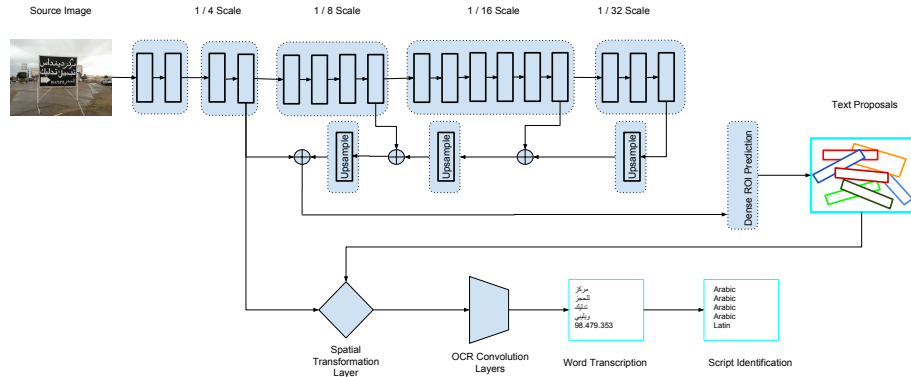 Source Image
1 / 4 Scale
1 / 8 Scale
1 / 16 Scale
1 / 32 Scale
Upsample
Upsample
Upsample
Dense ROI Prediction
Text Proposals
مركز
للحجز
تدليك
وبليبي
98.479.353
Arabic
Arabic
Arabic
Arabic
Latin
Spatial
Transformation
Layer
OCR Convolution
Layers
Word Transcription
Script Identification